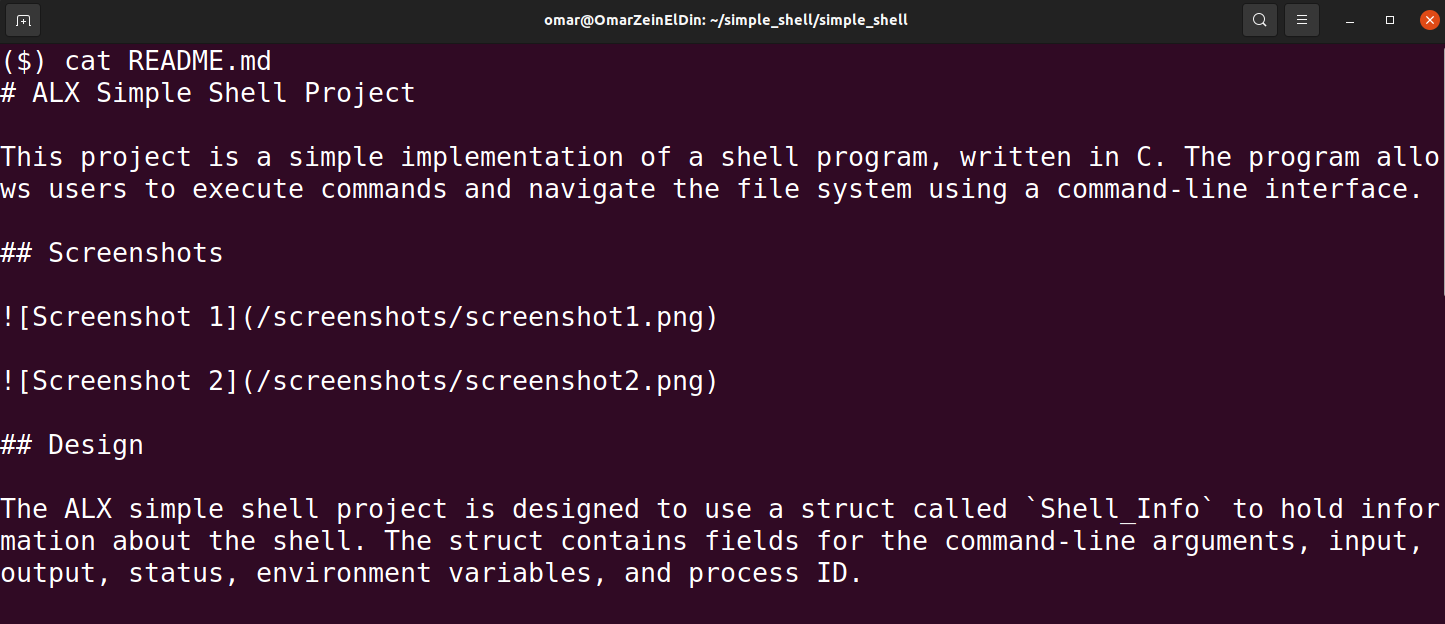 omar@OmarZeinElDin: ~/simple_shell/simple_shell
($) cat README.md
# ALX Simple Shell Project
This project is a simple implementation of a shell program, written in C. The program allo
ws users to execute commands and navigate the file system using a command-line interface.
## Screenshots
![Screenshot 1](/screenshots/screenshot1.png)
![Screenshot 2](/screenshots/screenshot2.png)
## Design
The ALX simple shell project is designed to use a struct called `Shell_Info` to hold infor
mation about the shell. The struct contains fields for the command-line arguments, input,
output, status, environment variables, and process ID.